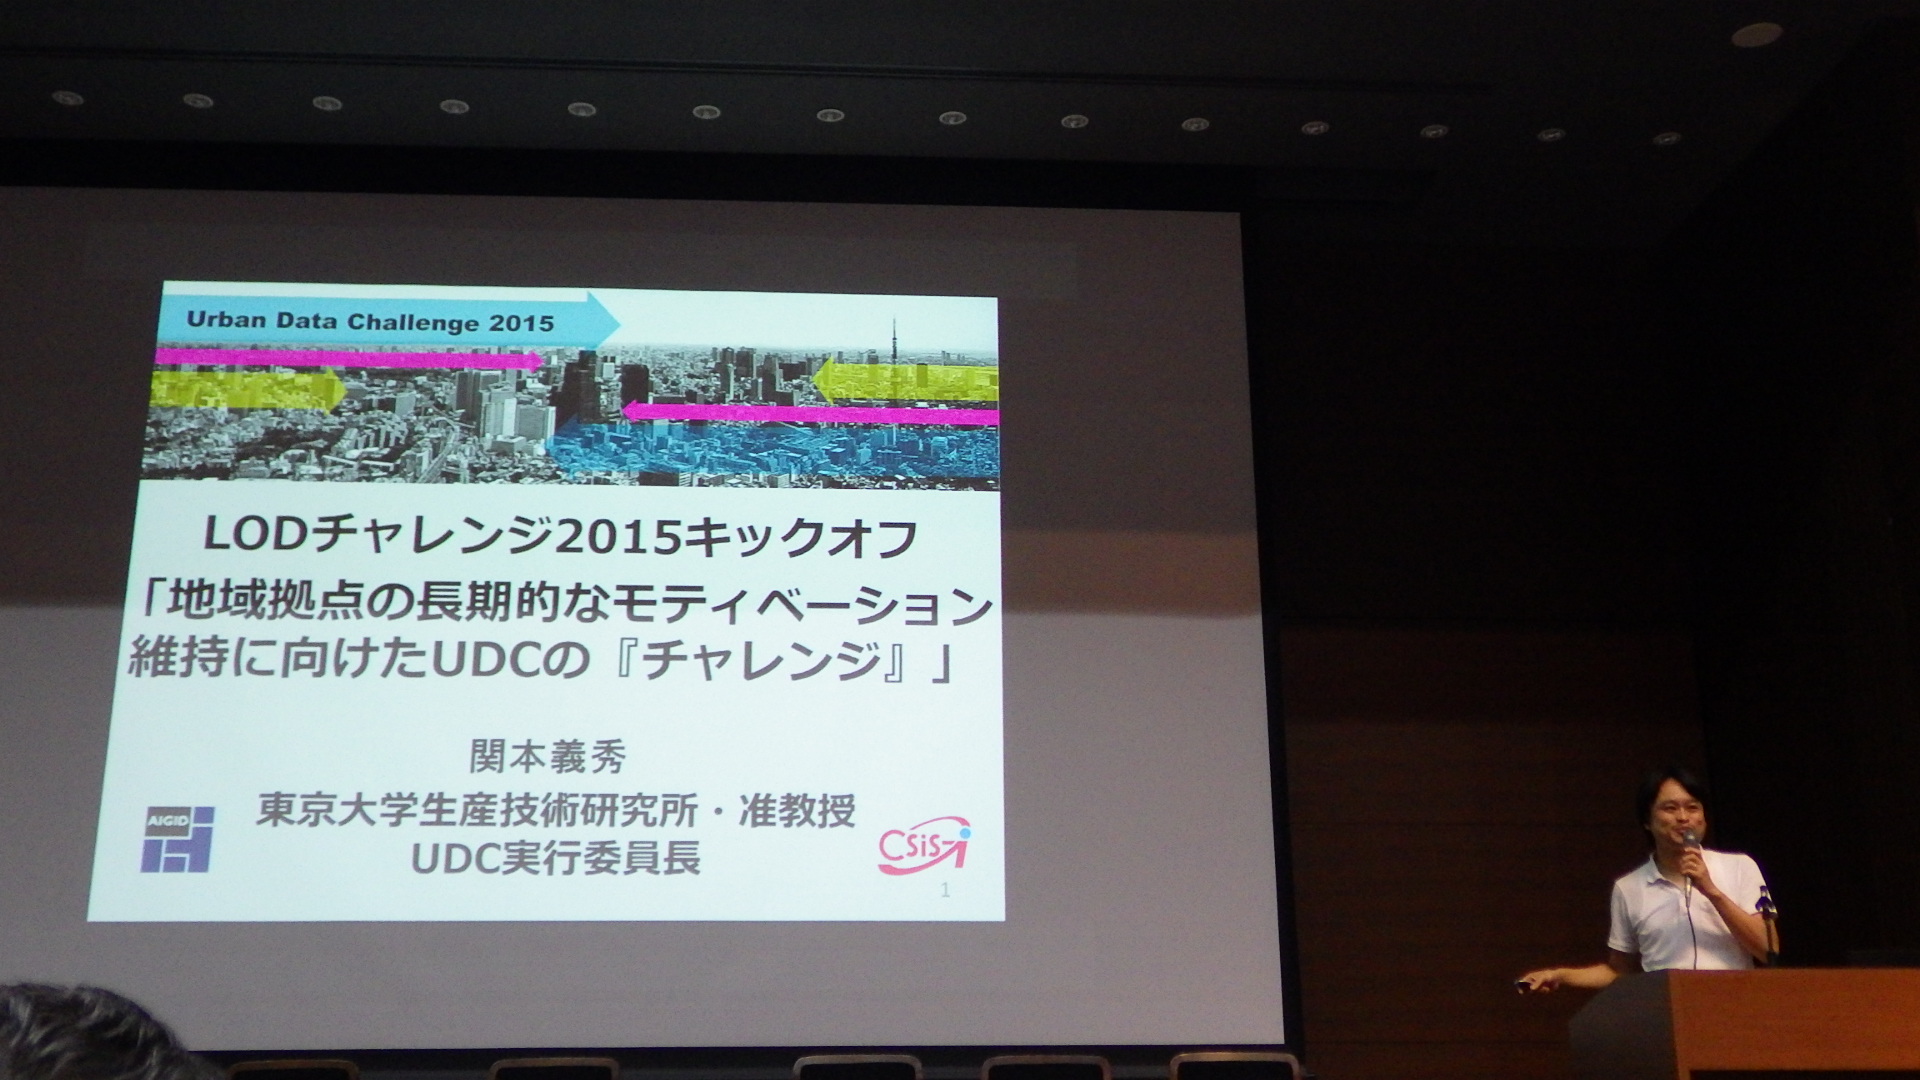 Urban Data Challenge 2015
LODチャレンジ2015キックオフ
「地域拠点の長期的なモティベーション
維持に向けたUDCの『チャレンジ』」
関本義秀
東京大学生産技術研究所・准教授
UDC実行委員長
AIGID
CSiS-i
1